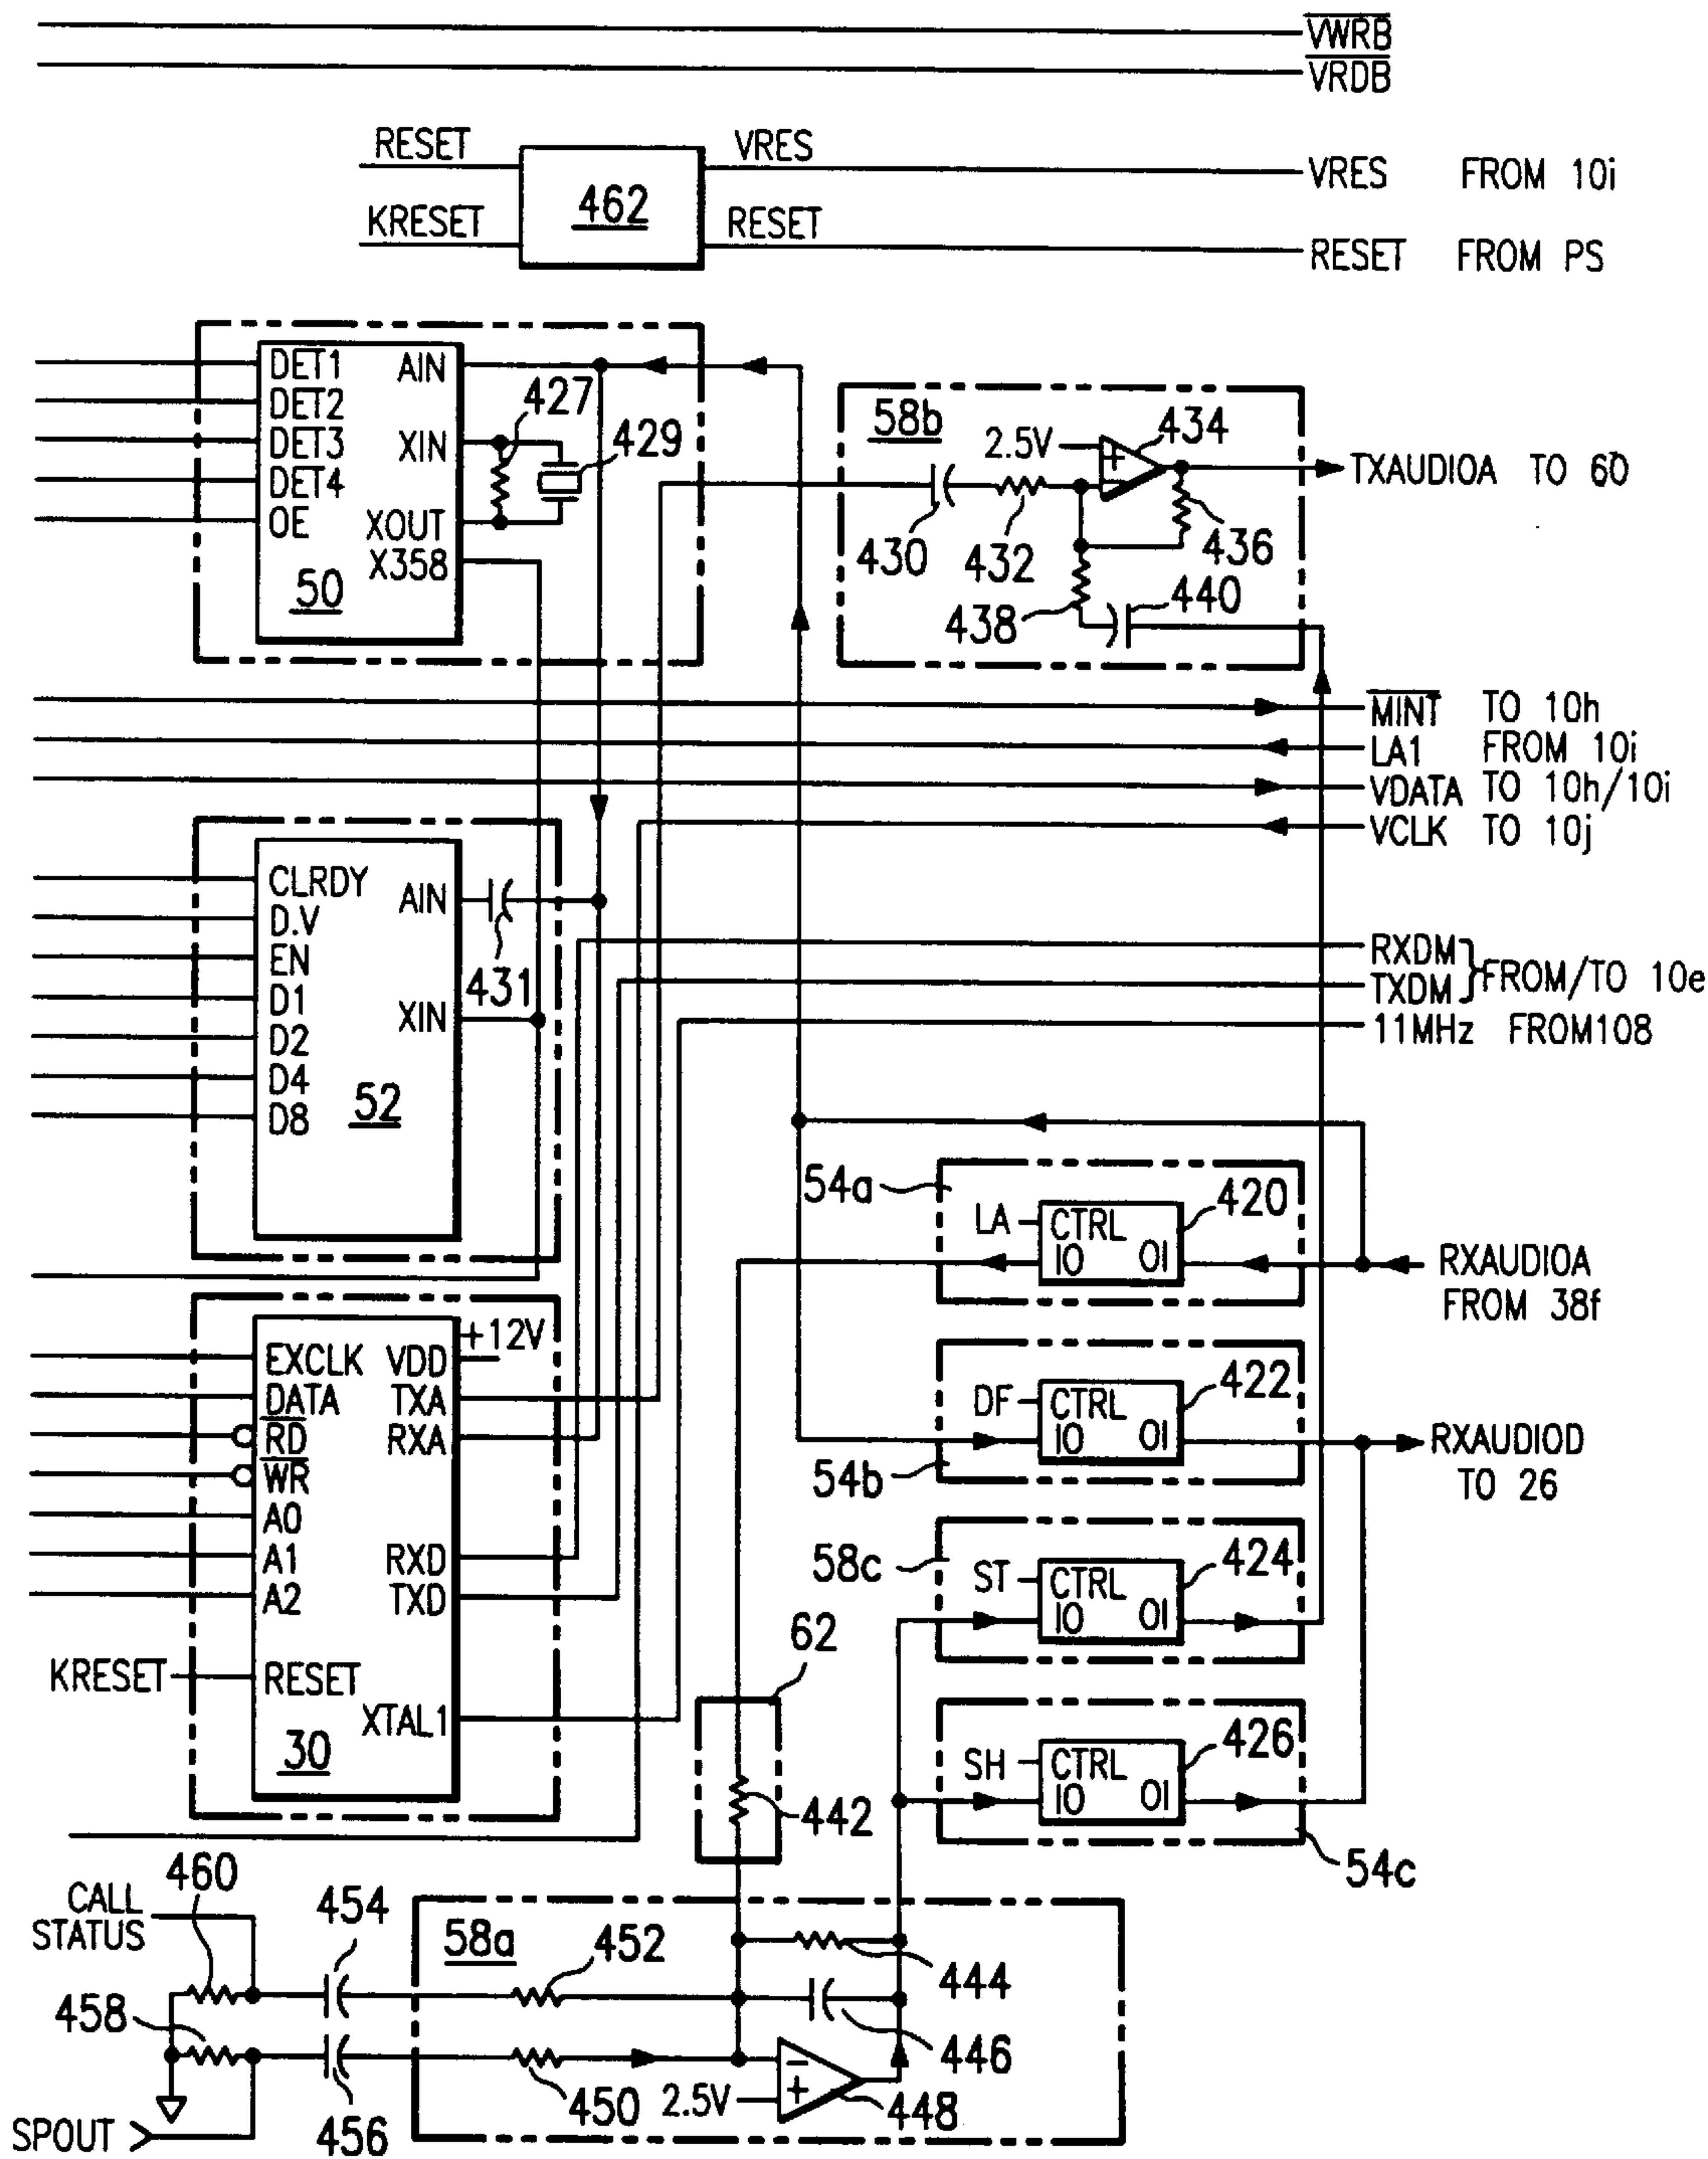 VWRB
VRDB
RESET VRES VRES FROM 10i
462
KRESET RESET RESET FROM PS
DET1 AIN
DET2 427
DET3 XIN 429
DET4
OE XOUT
X358
50
58b 434
2.5V +
TXAUDIOA TO 60
430 432 436
438 440
MINT TO 10h
LA1 FROM 10i
VDATA TO 10h/10i
VCLK TO 10j
CLRDY AIN
D.V
EN 431
D1 XIN
D2
D4 52
D8
RXDM
TXDM } FROM/TO 10e
11MHz FROM108
54a 420
LA CTRL
IO OI
RXAUDIOA
FROM 38f
+12V
EXCLK VDD
DATA TXA
RD RXA
WR
A0
A1 RXD
A2 TXD
KRESET RESET
XTAL1
30
DF CTRL 422
IO OI
54b
RXAUDIOD
TO 26
58c ST CTRL 424
IO OI
62
SH CTRL 426
IO OI
442
54c
460
CALL
STATUS
454
58a 452
444
458
446
-
+
450 2.5V 448
SPOUT 456